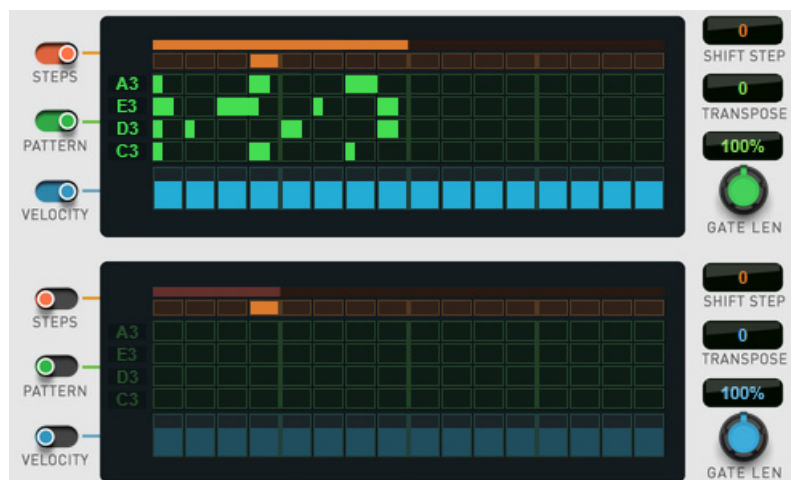 0
SHIFT STEP
STEPS
A3
E3
D3
C3
0
TRANSPOSE
PATTERN
100%
VELOCITY
GATE LEN
0
SHIFT STEP
STEPS
A3
E3
D3
C3
0
TRANSPOSE
PATTERN
100%
VELOCITY
GATE LEN